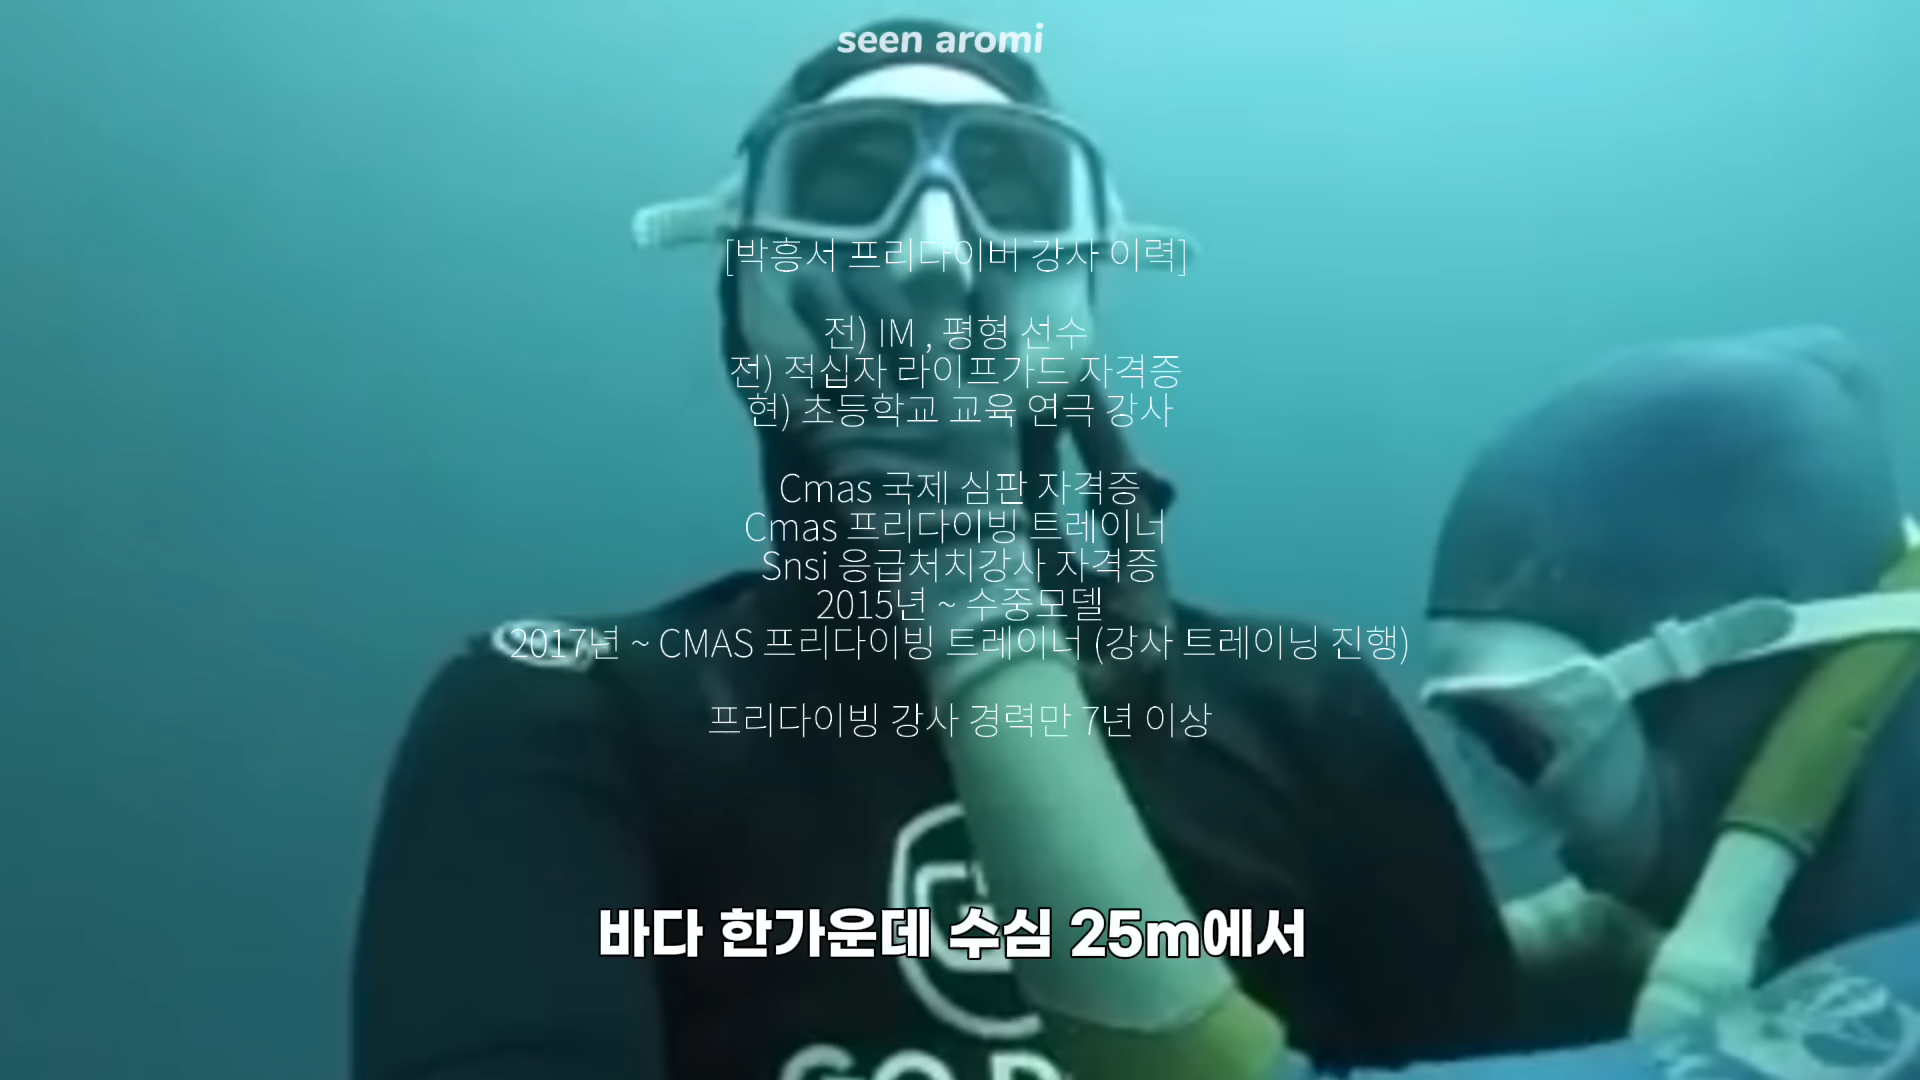 seen aromi
[박흥서 프리다이버 강사 이력]
전) IM , 평형 선수
전) 적십자 라이프가드 자격증
현) 초등학교 교육 연극 강사
Cmas 국제 심판 자격증
Cmas 프리다이빙 트레이너
Snsi 응급처치강사 자격증
2015년 ~ 수중모델
2017년 ~ CMAS 프리다이빙 트레이너 (강사 트레이닝 진행)
프리다이빙 강사 경력만 7년 이상
바다 한가운데 수심 25m에서